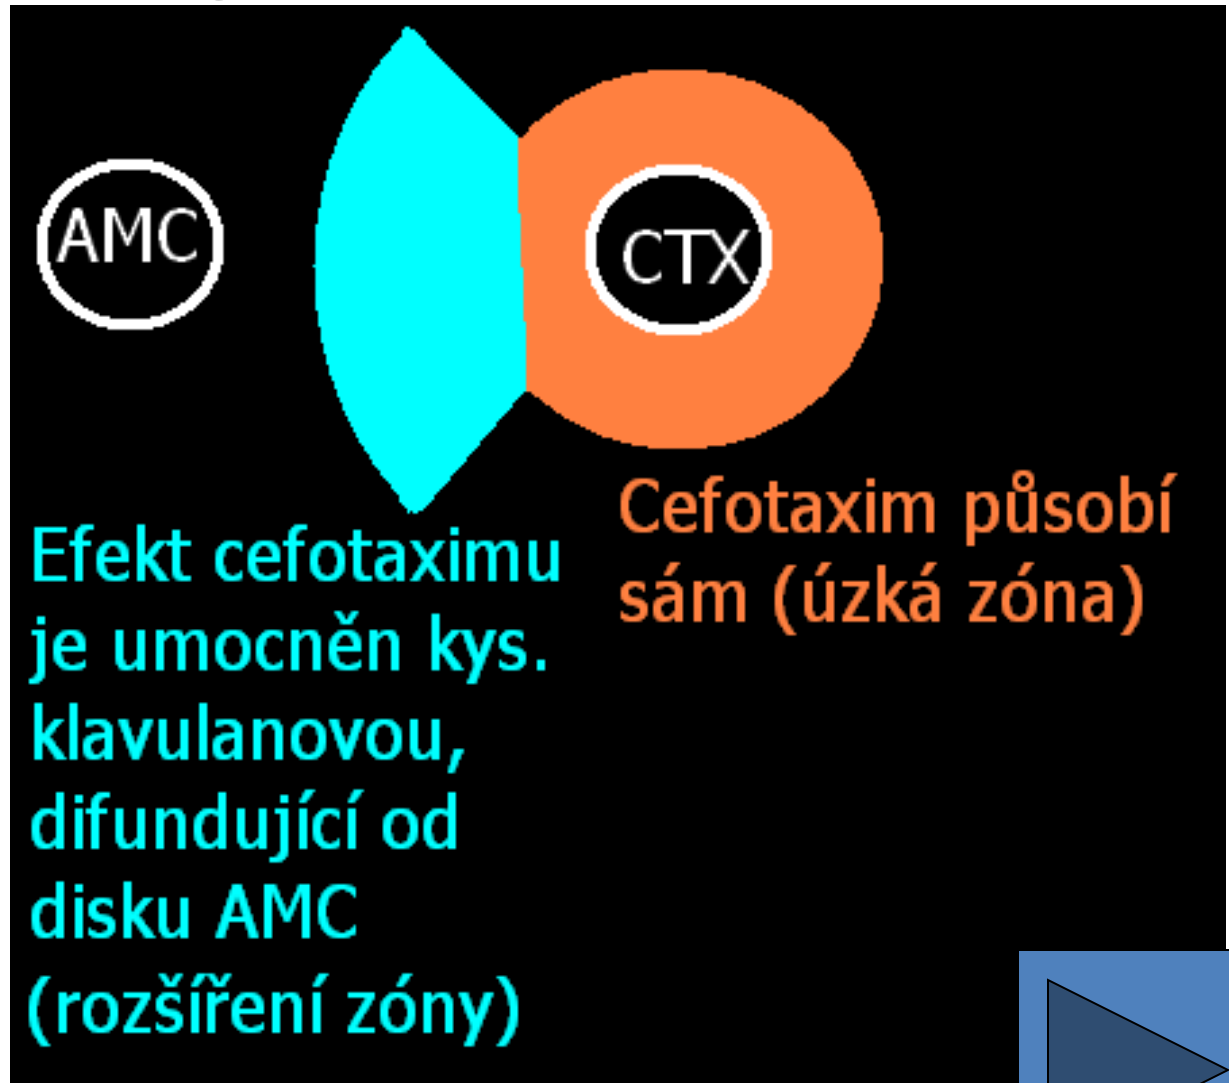 AMC
CTX
Cefotaxim působí
sám (úzká zóna)
Efekt cefotaximu
je umocněn kys.
klavulanovou,
difundující od
disku AMC
(rozšíření zóny)